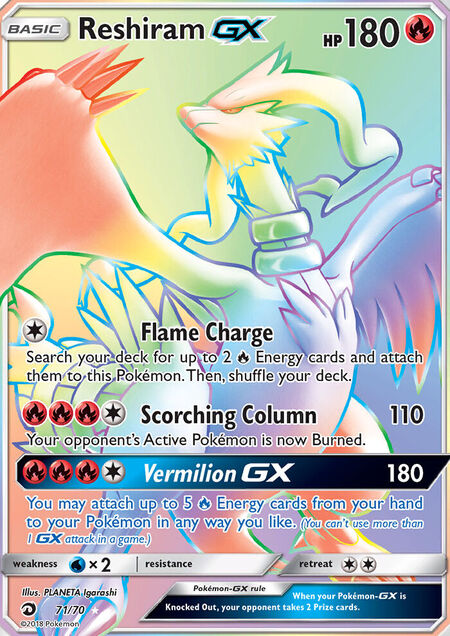 BASIC Reshiram GX HP 180
Flame Charge
Search your deck for up to 2 Energy cards and attach
them to this Pokémon. Then, shuffle your deck.
Scorching Column 110
Your opponent's Active Pokémon is now Burned.
Vermilion GX 180
You may attach up to 5 Energy cards from your hand
to your Pokémon in any way you like. (You can't use more than
1 GX attack in a game.)
weakness ×2 resistance retreat
Illus. PLANETA Igarashi
71/70
©2018 Pokémon
Pokémon-GX rule
When your Pokémon-GX is
Knocked Out, your opponent takes 2 Prize cards.